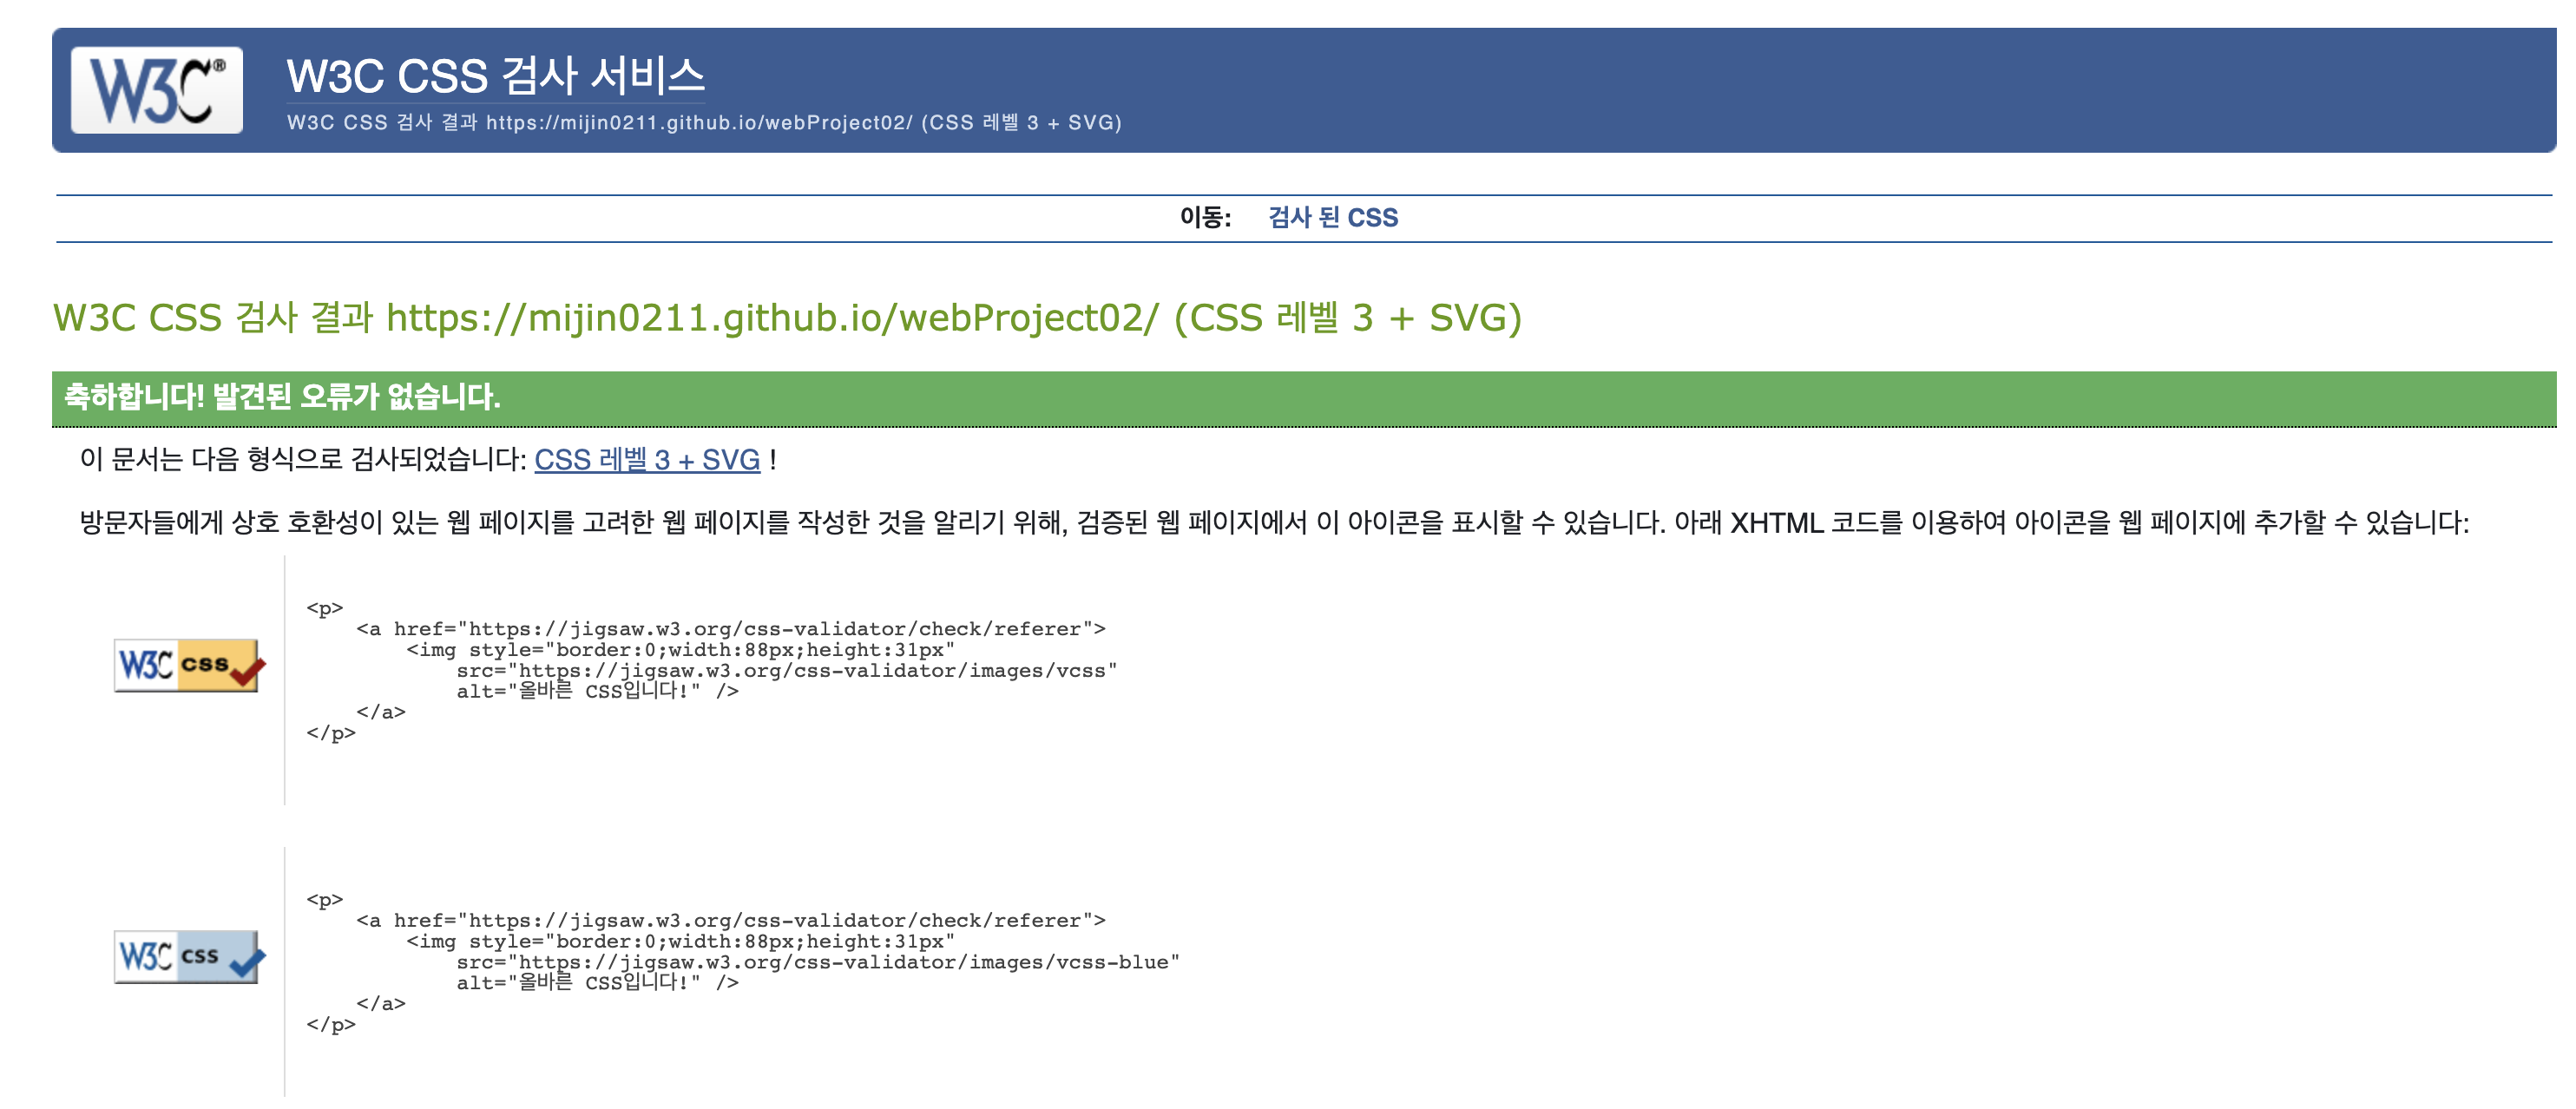 W3C® W3C CSS 검사 서비스
W3C CSS 검사 결과 https://mijin0211.github.io/webProject02/ (CSS 레벨 3 + SVG)
이동: 검사 된 CSS
W3C CSS 검사 결과 https://mijin0211.github.io/webProject02/ (CSS 레벨 3 + SVG)
축하합니다! 발견된 오류가 없습니다.
이 문서는 다음 형식으로 검사되었습니다: CSS 레벨 3 + SVG !
방문자들에게 상호 호환성이 있는 웹 페이지를 고려한 웹 페이지를 작성한 것을 알리기 위해, 검증된 웹 페이지에서 이 아이콘을 표시할 수 있습니다. 아래 XHTML 코드를 이용하여 아이콘을 웹 페이지에 추가할 수 있습니다:
W3C css
<p>
    <a href="https://jigsaw.w3.org/css-validator/check/referer">
        <img style="border:0;width:88px;height:31px"
            src="https://jigsaw.w3.org/css-validator/images/vcss"
            alt="올바른 CSS입니다!" />
    </a>
</p>
W3C css
<p>
    <a href="https://jigsaw.w3.org/css-validator/check/referer">
        <img style="border:0;width:88px;height:31px"
            src="https://jigsaw.w3.org/css-validator/images/vcss-blue"
            alt="올바른 CSS입니다!" />
    </a>
</p>